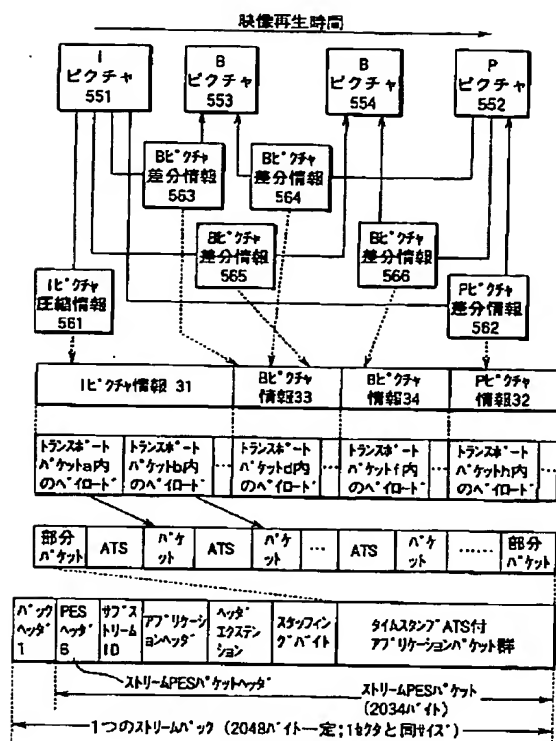 映像再生時間
I
ピクチャ
551
B
ピクチャ
553
B
ピクチャ
554
P
ピクチャ
552
Bピクチャ
差分情報
563
Bピクチャ
差分情報
564
Bピクチャ
差分情報
565
Bピクチャ
差分情報
566
Iピクチャ
圧縮情報
561
Pピクチャ
差分情報
562
Iピクチャ情報 31
Bピクチャ
情報33
Bピクチャ
情報34
Pピクチャ
情報32
トランスポート
パケットa内
のペイロード
トランスポート
パケットb内
のペイロード
…
トランスポート
パケットd内
のペイロード
…
トランスポート
パケットf内
のペイロード
…
トランスポート
パケットh内
のペイロード
…
部分
パケット
ATS
パケ
ット
ATS
パケ
ット
…
ATS
パケ
ット
……
部分
パケット
パック
ヘッダ
1
PES
ヘッダ
6
サブス
トリーム
ID
アプリケーシ
ョンヘッダ
ヘッダ
エクステン
ション
スタッフィン
グバイト
タイムスタンプATS付
アプリケーションパケット群
ストリームPESパケットヘッダ
ストリームPESパケット
(2034バイト)
1つのストリームパック (2048バイト一定;1セクタと同サイズ)